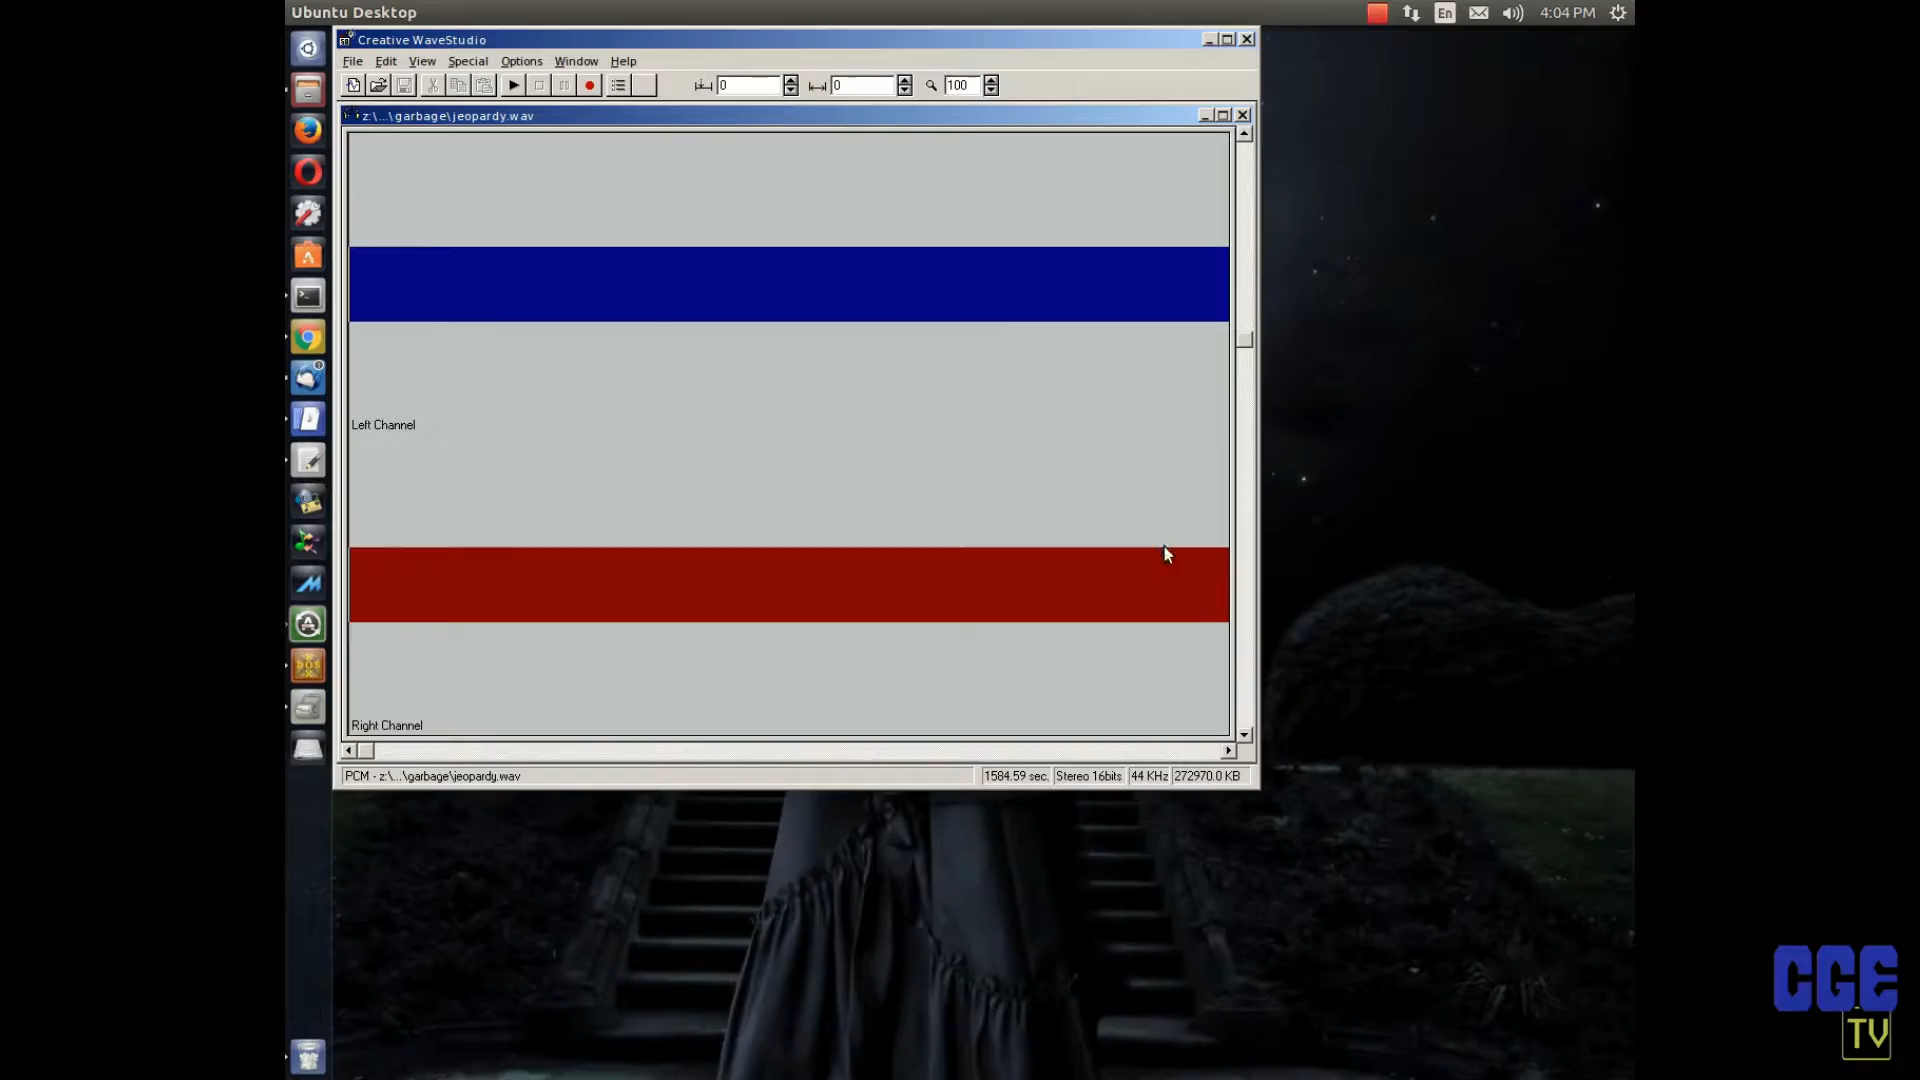 Ubuntu Desktop
En
4:04 PM
Creative WaveStudio
File Edit View Special Options Window Help
0
0
100
z:\...\garbage\jeopardy.wav
Left Channel
Right Channel
PCM - z:\...\garbage\jeopardy.wav
1584.59 sec. Stereo 16bits 44 KHz 272970.0 KB
DOS
CGE
TV